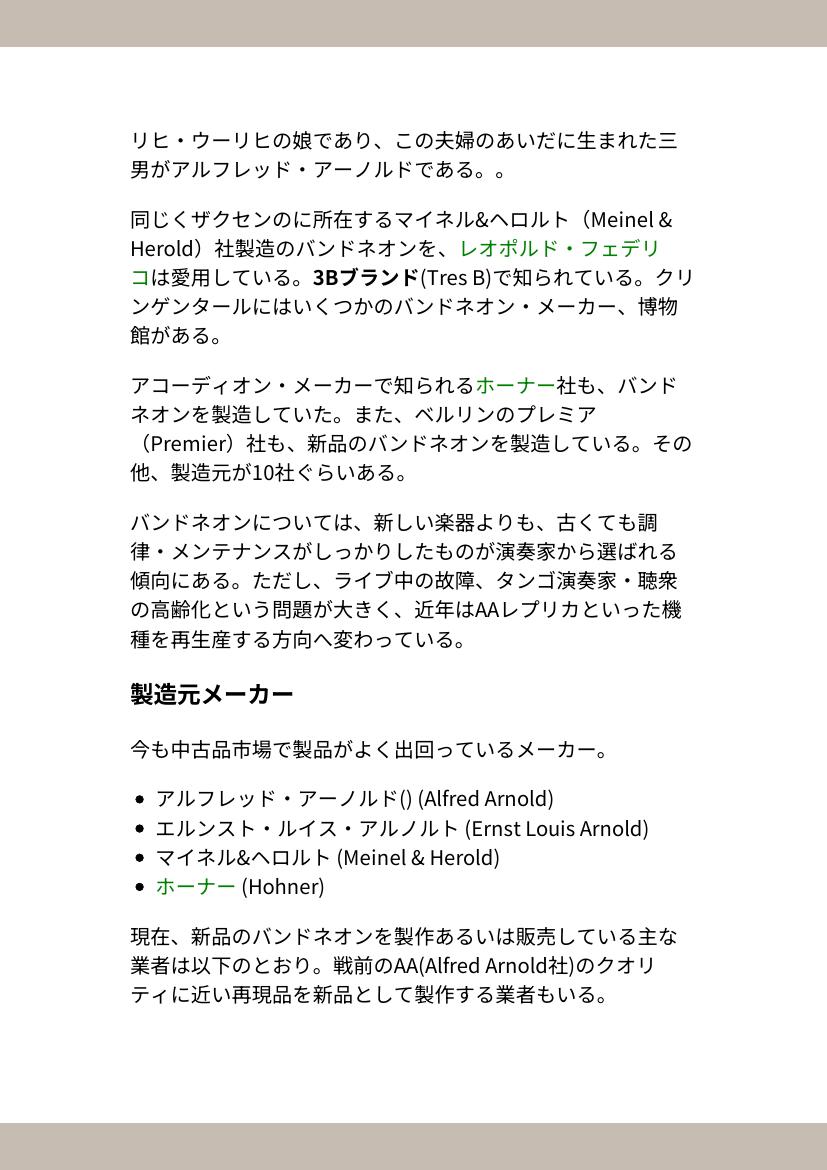 リヒ・ウーリヒの娘であり、この夫婦のあいだに生まれた三
男がアルフレッド・アーノルドである。。
同じくザクセンのに所在するマイネル&ヘロルト（Meinel &
Herold）社製造のバンドネオンを、レオポルド・フェデリ
コは愛用している。3Bブランド(Tres B)で知られている。クリ
ンゲンタールにはいくつかのバンドネオン・メーカー、博物
館がある。
アコーディオン・メーカーで知られるホーナー社も、バンド
ネオンを製造していた。また、ベルリンのプレミア
（Premier）社も、新品のバンドネオンを製造している。その
他、製造元が10社ぐらいある。
バンドネオンについては、新しい楽器よりも、古くても調
律・メンテナンスがしっかりしたものが演奏家から選ばれる
傾向にある。ただし、ライブ中の故障、タンゴ演奏家・聴衆
の高齢化という問題が大きく、近年はAAレプリカといった機
種を再生産する方向へ変わっている。
製造元メーカー
今も中古品市場で製品がよく出回っているメーカー。
• アルフレッド・アーノルド() (Alfred Arnold)
• エルンスト・ルイス・アルノルト (Ernst Louis Arnold)
• マイネル&ヘロルト (Meinel & Herold)
• ホーナー (Hohner)
現在、新品のバンドネオンを製作あるいは販売している主な
業者は以下のとおり。戦前のAA(Alfred Arnold社)のクオリ
ティに近い再現品を新品として製作する業者もいる。